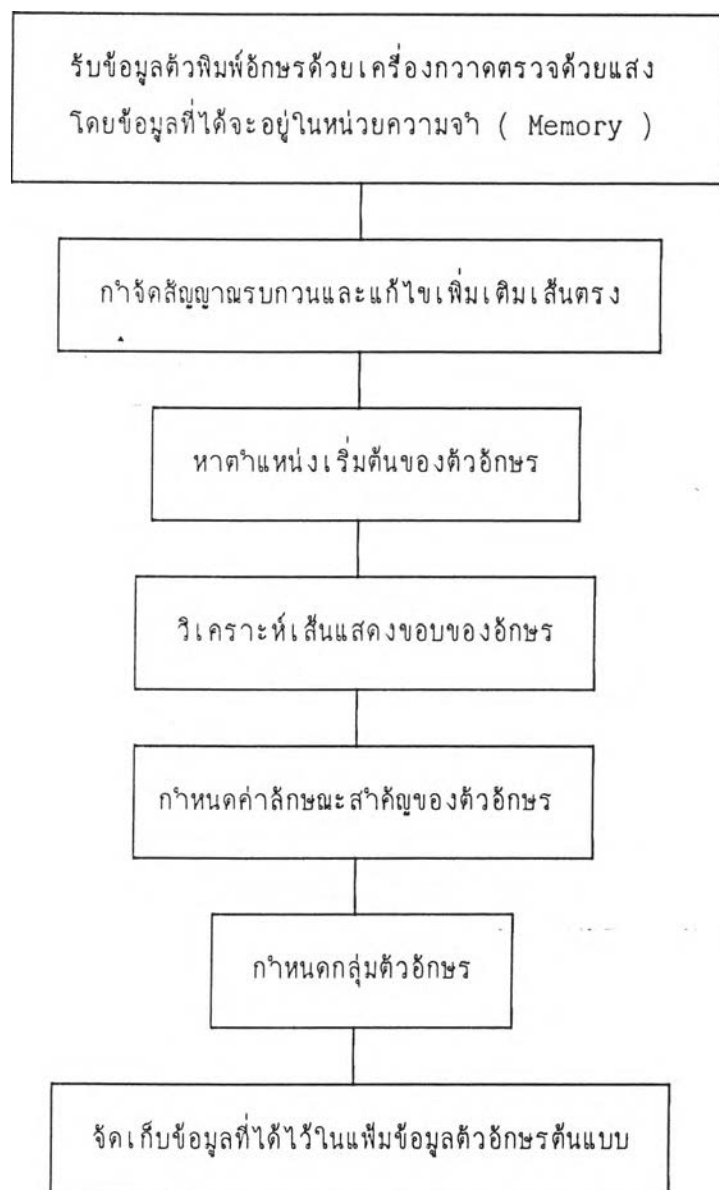 รับข้อมูลตัวพิมพ์อักษรด้วยเครื่องกวาดตรวจด้วยแสง
โดยข้อมูลที่ได้จะอยู่ในหน่วยความจำ ( Memory )
กำจัดสัญญาณรบกวนและแก้ไขเพิ่มเติมเส้นตรง
หาตำแหน่งเริ่มต้นของตัวอักษร
วิเคราะห์เส้นแสดงขอบของอักษร
กำหนดค่าลักษณะสำคัญของตัวอักษร
กำหนดกลุ่มตัวอักษร
จัดเก็บข้อมูลที่ได้ไว้ในแฟ้มข้อมูลตัวอักษรต้นแบบ